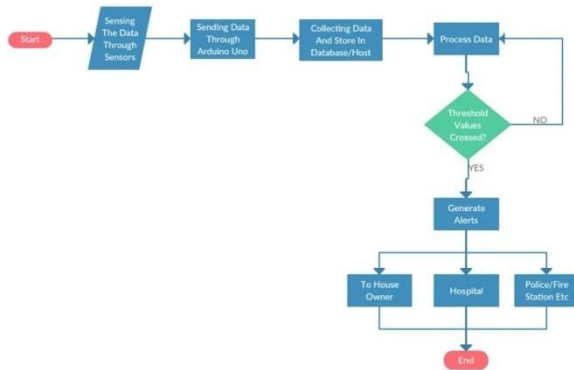 Start
Sensing
The Data
Through
Sensors
Sending Data
Through
Arduino Uno
Collecting Data
And Store In
Database/Host
Process Data
Threshold
Values
Crossed?
NO
YES
Generate
Alerts
To House
Owner
Hospital
Police/Fire
Station Etc
End